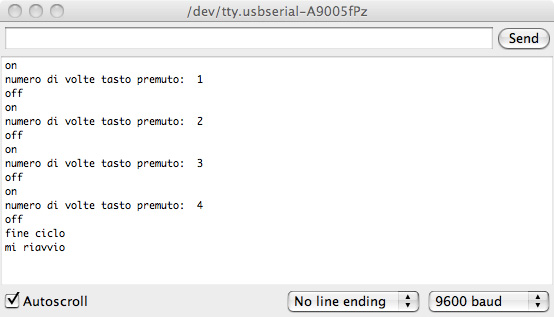 /dev/tty.usbserial-A9005fPz
Send
on
numero di volte tasto premuto:  1
off
on
numero di volte tasto premuto:  2
off
on
numero di volte tasto premuto:  3
off
on
numero di volte tasto premuto:  4
off
fine ciclo
mi riavvio
Autoscroll
No line ending
9600 baud